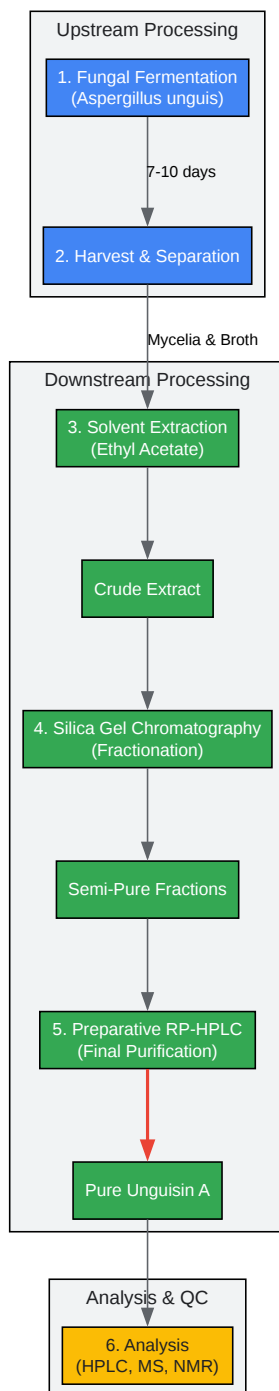 Upstream Processing
1. Fungal Fermentation
(Aspergillus unguis)
7-10 days
2. Harvest & Separation
Mycelia & Broth
Downstream Processing
3. Solvent Extraction
(Ethyl Acetate)
Crude Extract
4. Silica Gel Chromatography
(Fractionation)
Semi-Pure Fractions
5. Preparative RP-HPLC
(Final Purification)
Pure Unguisin A
Analysis & QC
6. Analysis
(HPLC, MS, NMR)